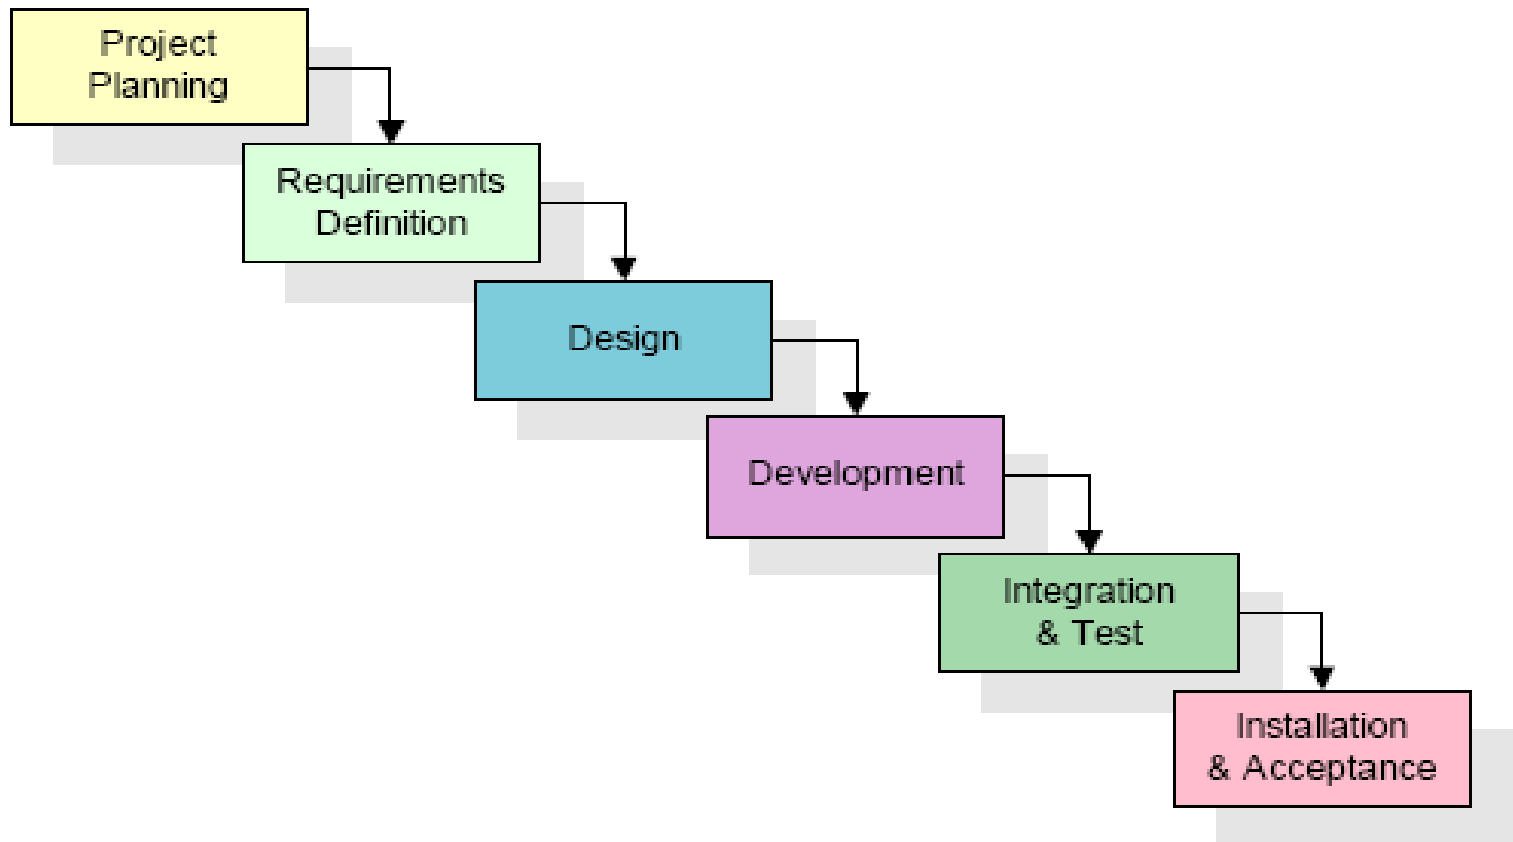 Project
Planning
Requirements
Definition
Design
Development
Integration
& Test
Installation
& Acceptance